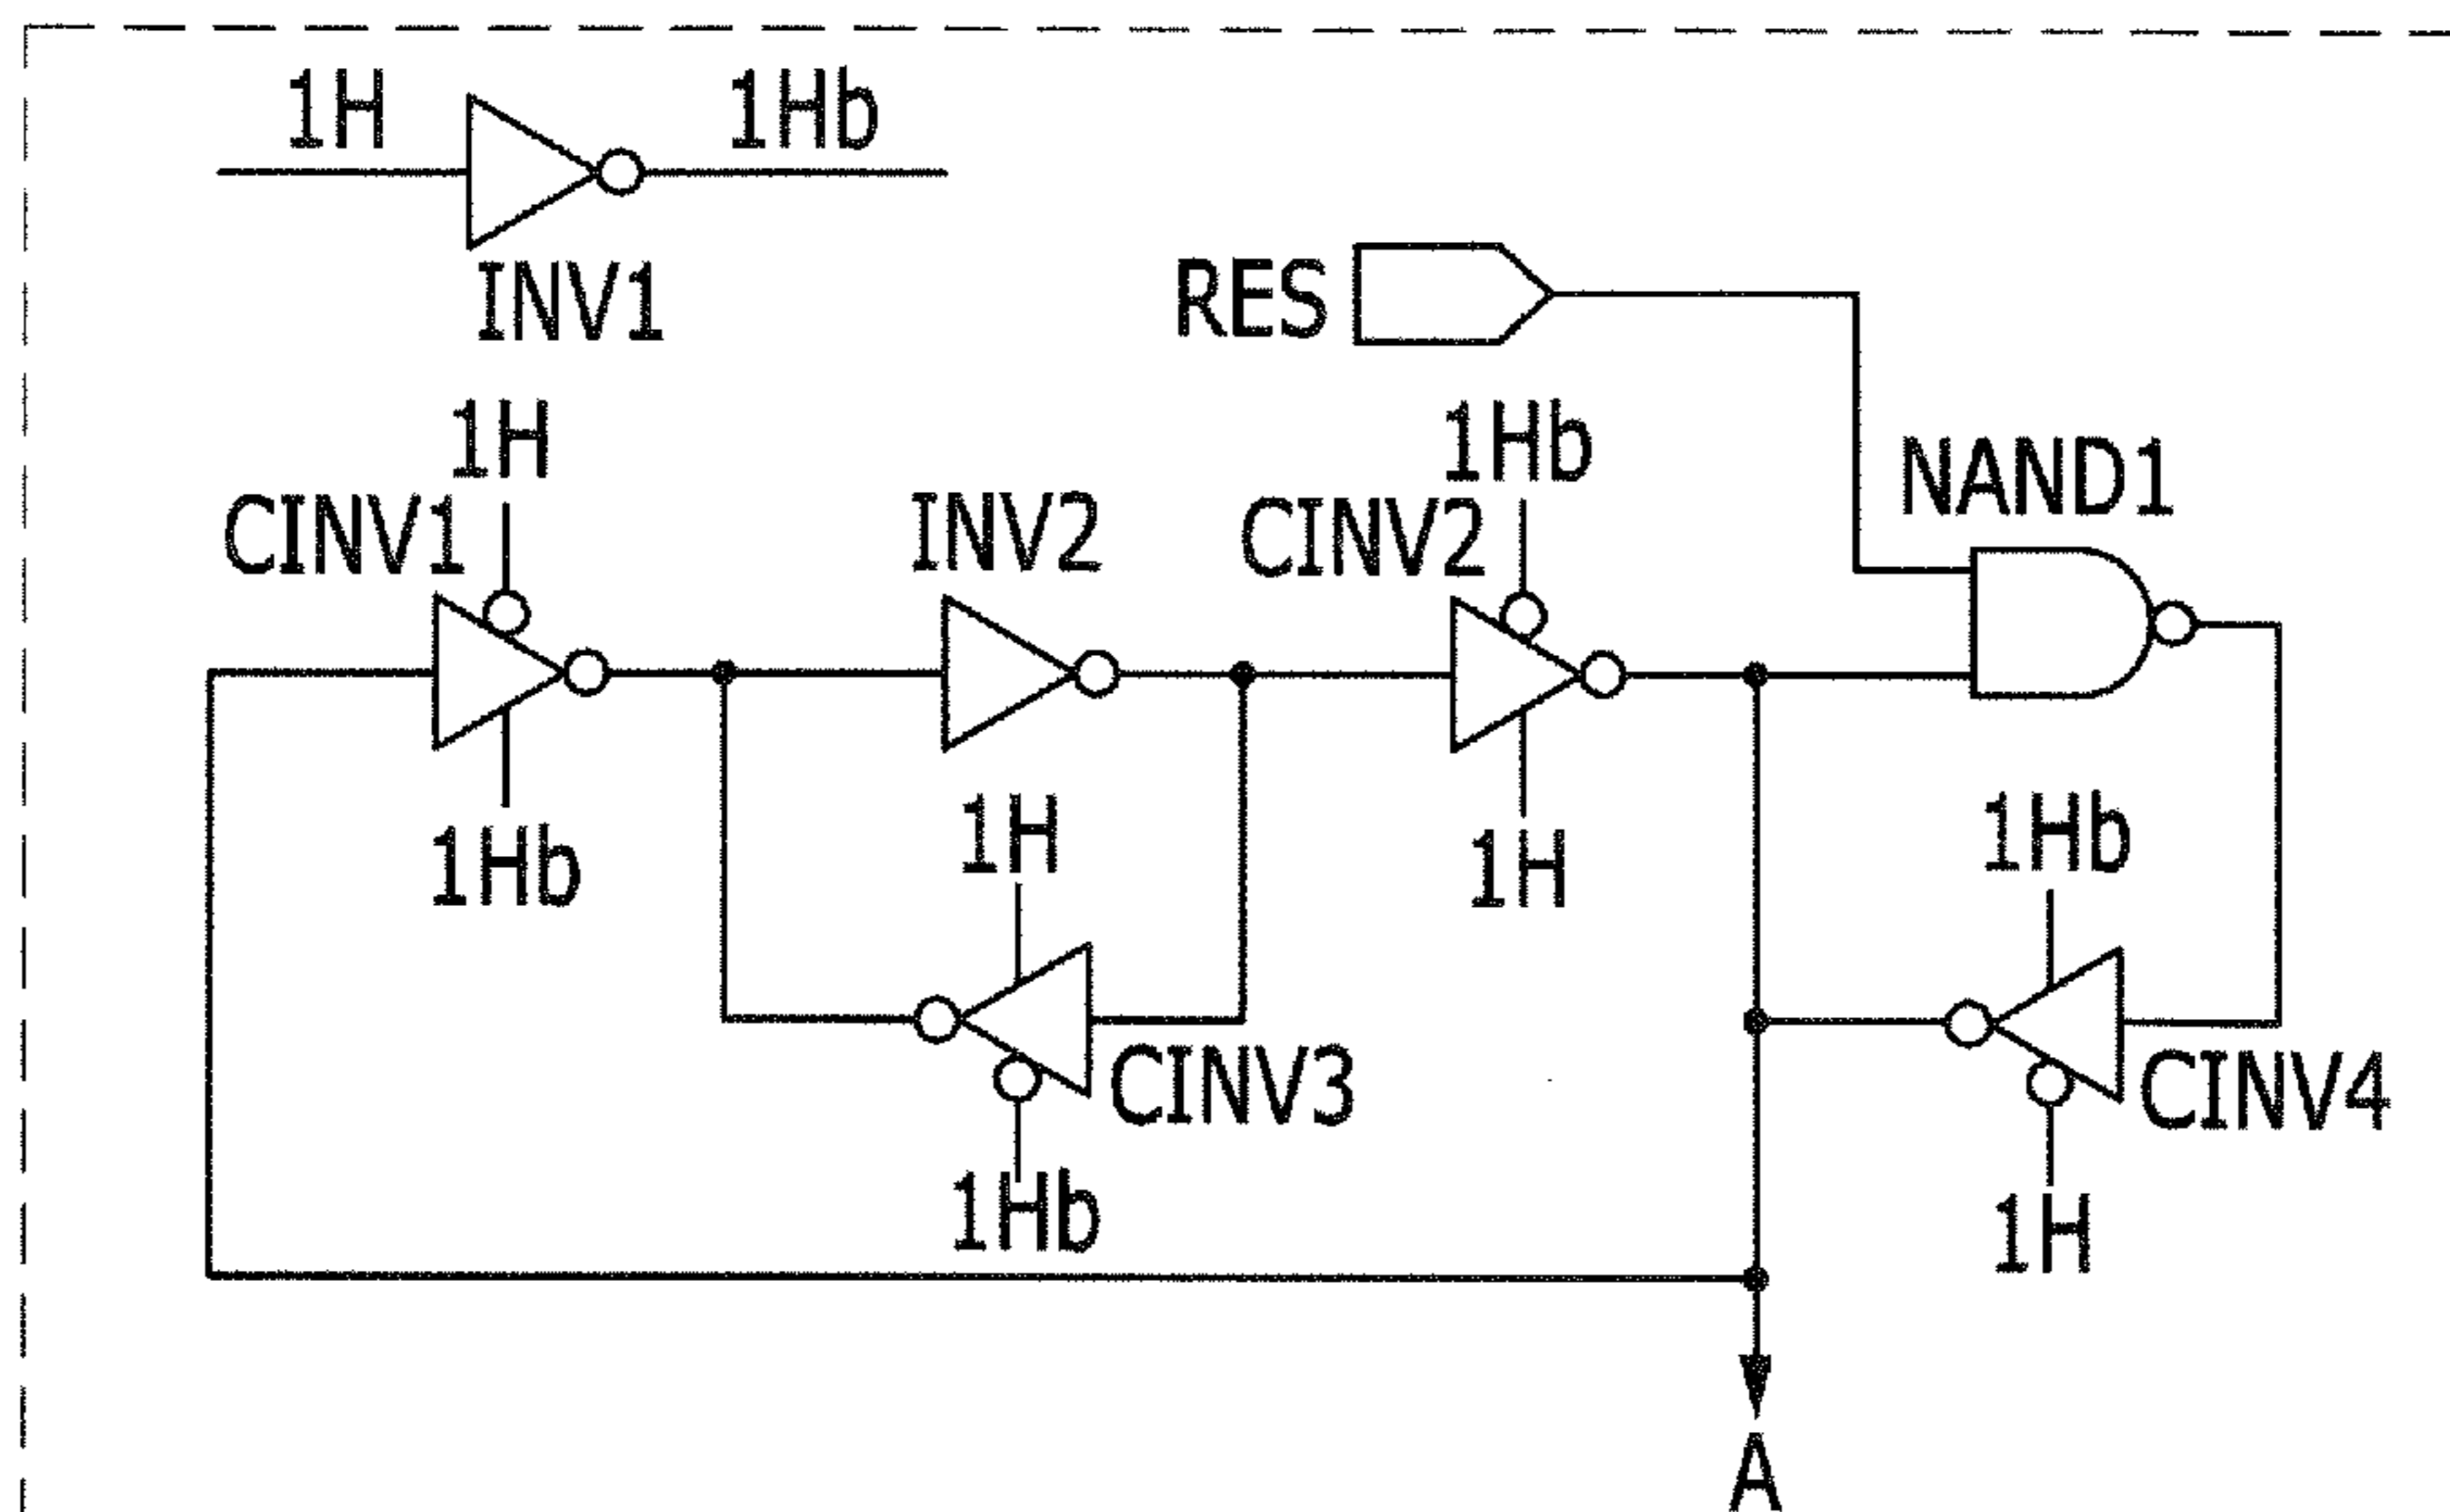 1H
1Hb
INV1
RES
1H
1Hb
NAND1
CINV1
INV2
CINV2
1H
1Hb
1Hb
1H
CINV3
CINV4
1Hb
1H
A